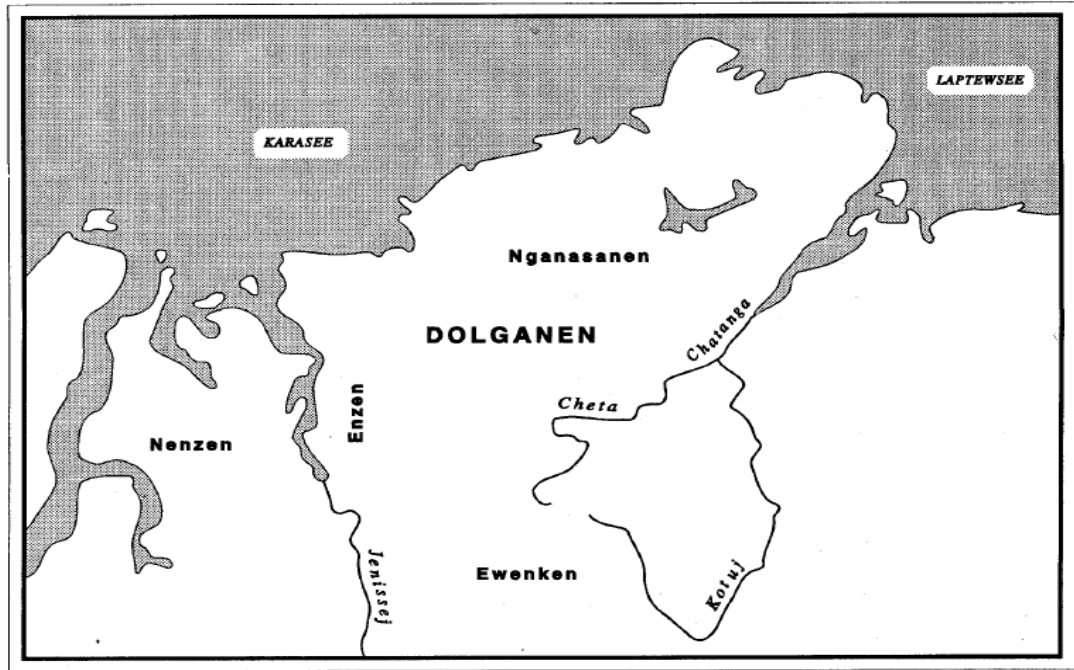 LAPTEWSEE
KARASEE
Nganasanen
DOLGANEN
Chatanga
Cheta
Enzen
Nenzen
Ewenken
Jenissej
Kotuj